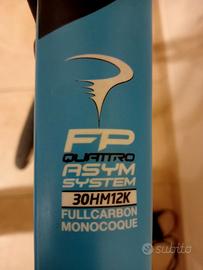 FP
QUATTRO
ASYM
SYSTEM
30HM12K
FULLCARBON
MONOCOQUE
subito